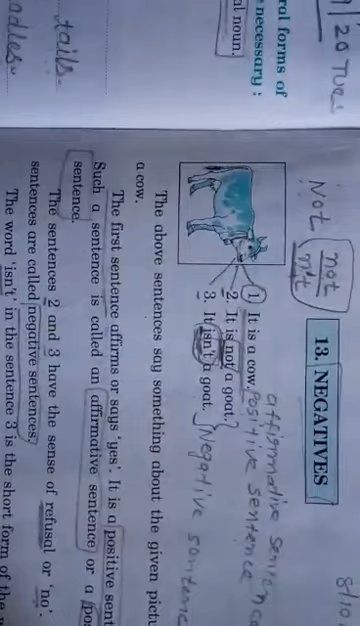 ral forms of
necessary :
al noun.
tails.
adles
/20 Tues
8/10
Not not
n't
13. NEGATIVES
affirmative sentence
1. It is a cow. Positive sentence
2. It is not a goat.
3. It isn't a goat. Negative sentence
The above sentences say something about the given pictu
a cow.
The first sentence affirms or says 'yes'. It is a positive sent
Such a sentence is called an affirmative sentence or a pos
sentence.
The sentences 2 and 3 have the sense of refusal or 'no'.
sentences are called negative sentences.
The word 'isn't' in the sentence 3 is the short form of the